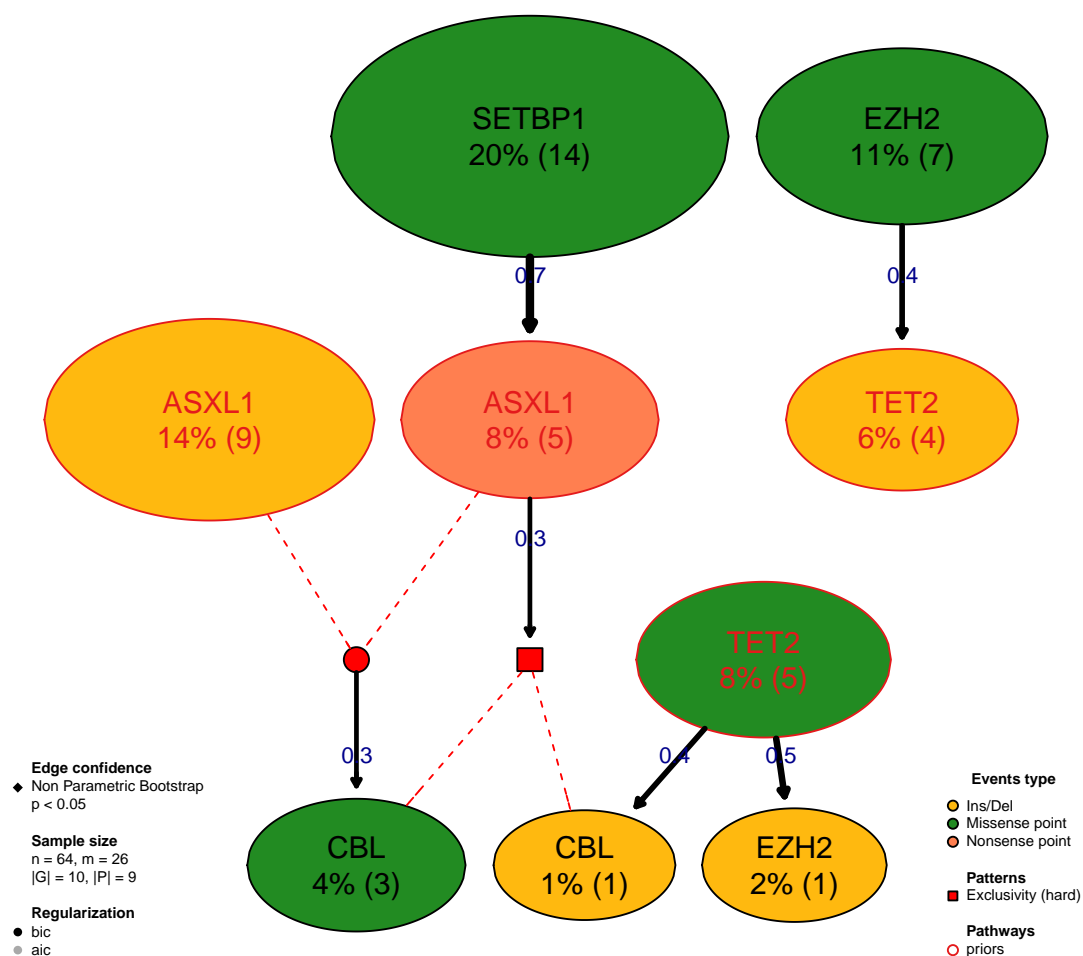 SETBP1
20% (14)
EZH2
11% (7)
0.7
0.4
ASXL1
14% (9)
ASXL1
8% (5)
TET2
6% (4)
0.3
TET2
8% (5)
0.3
0.4
0.5
CBL
4% (3)
CBL
1% (1)
EZH2
2% (1)
Edge confidence
Non Parametric Bootstrap
p < 0.05
Sample size
n = 64, m = 26
|G| = 10, |P| = 9
Regularization
bic
aic
Events type
Ins/Del
Missense point
Nonsense point
Patterns
Exclusivity (hard)
Pathways
priors